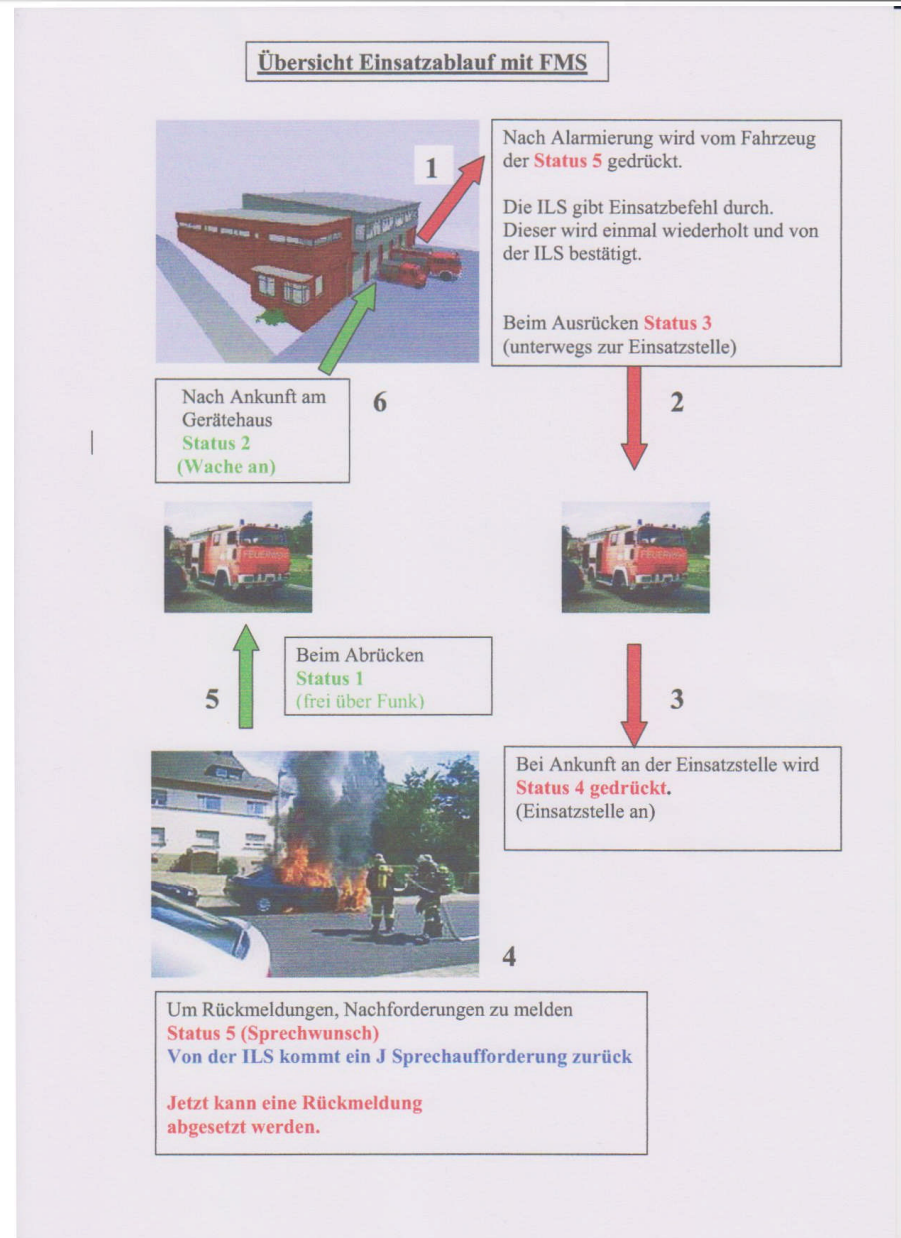 Übersicht Einsatzablauf mit FMS
1
Nach Alarmierung wird vom Fahrzeug
der Status 5 gedrückt.
Die ILS gibt Einsatzbefehl durch.
Dieser wird einmal wiederholt und von
der ILS bestätigt.
Beim Ausrücken Status 3
(unterwegs zur Einsatzstelle)
2
FEUERWEHR
3
Bei Ankunft an der Einsatzstelle wird
Status 4 gedrückt.
(Einsatzstelle an)
4
Um Rückmeldungen, Nachforderungen zu melden
Status 5 (Sprechwunsch)
Von der ILS kommt ein J Sprechaufforderung zurück
Jetzt kann eine Rückmeldung
abgesetzt werden.
5
Beim Abrücken
Status 1
(frei über Funk)
FEUERWEHR
6
Nach Ankunft am
Gerätehaus
Status 2
(Wache an)